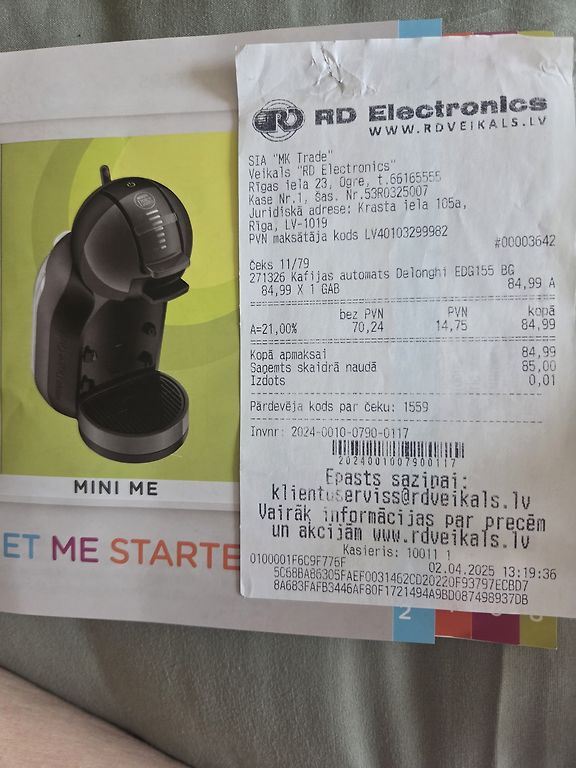 RD Electronics
WWW.RDVEIKALS.LV
SIA "MK Trade"
Veikals "RD Electronics"
Rīgas iela 23, Ogre, t.66165555
Kase Nr.1, Šas. Nr.53R0325007
Juridiskā adrese: Krasta iela 105a,
Rīga, LV-1019
PVN maksātāja kods LV40103299982
#00003642
Čeks 11/79
271326 Kafijas automats Delonghi EDG155 BG
84,99 X 1 GAB 84,99 A
bez PVN PVN kopā
A=21,00% 70,24 14,75 84,99
Kopā apmaksai 84,99
Saņemts skaidrā naudā 85,00
Izdots 0,01
Pārdevēja kods par čeku: 1559
Invnr: 2024-0010-0790-0117
2024001007900117
Epasts saziņai:
klientuserviss@rdveikals.lv
Vairāk informācijas par precēm
un akcijām www.rdveikals.lv
Kasieris: 10011 1
0100001F6C9F776F 02.04.2025 13:19:36
5C68BA86305FAEF0031462CD20220F93797ECBD7
8A683FAFB3446AF80F1721494A9BD087498937DB
MINI ME
ET ME STARTE
2